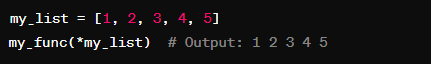 my_list = [1, 2, 3, 4, 5]
my_func(*my_list)  # Output: 1 2 3 4 5